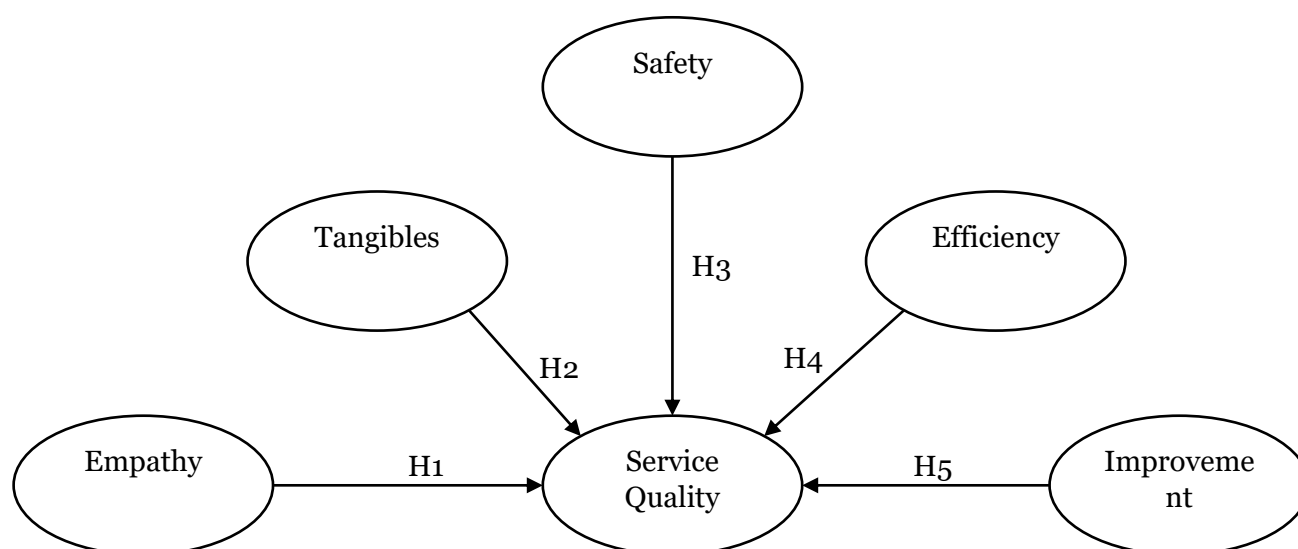 Safety
Tangibles
Efficiency
H3
H4
H2
Empathy
H1
Service
Quality
H5
Improveme
nt